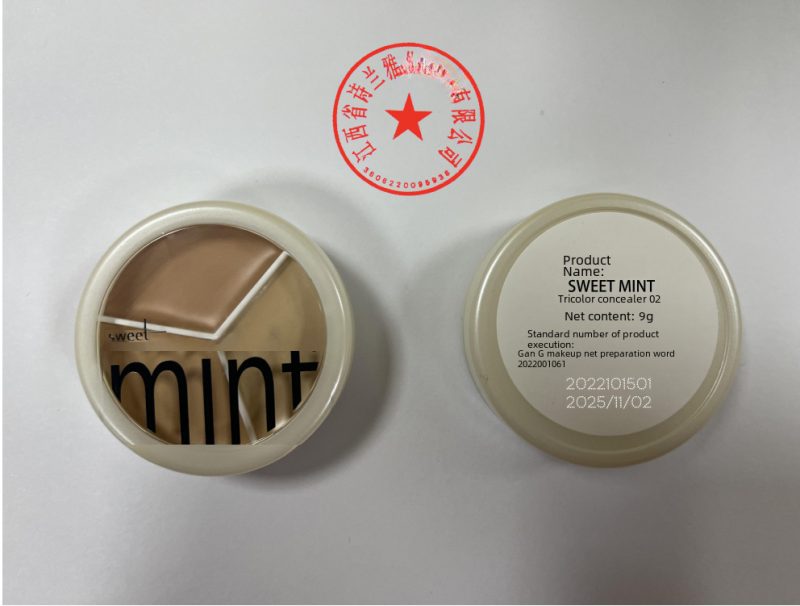 江西省诗兰雅
有限公司
sweet
mint
Product
Name:
SWEET MINT
Tricolor concealer 02
Net content: 9g
Standard number of product
execution:
Gan G makeup net preparation word
2022001061
2022101501
2025/11/02